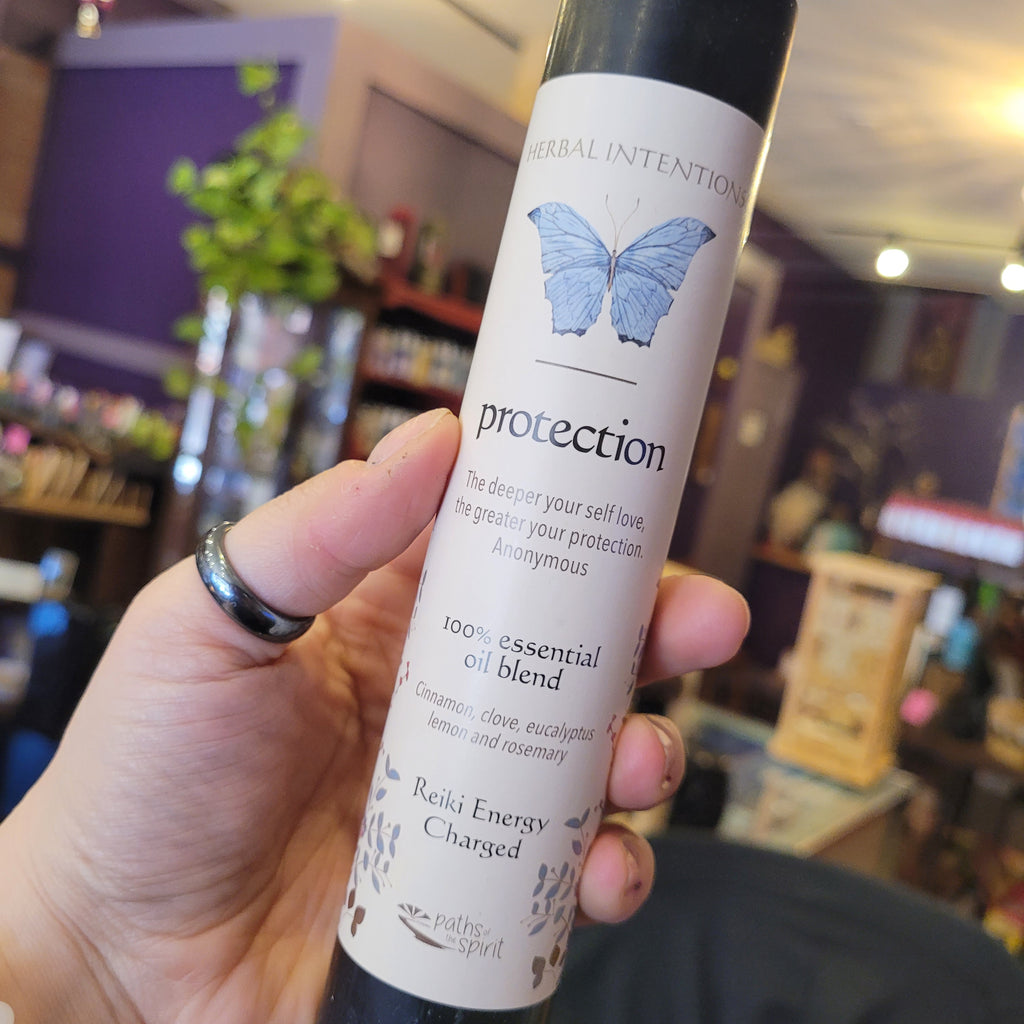 HERBAL INTENTIONS
protection
The deeper your self love,
the greater your protection.
Anonymous
100% essential
oil blend
Cinnamon, clove, eucalyptus
lemon and rosemary
Reiki Energy
Charged
paths of
the spirit